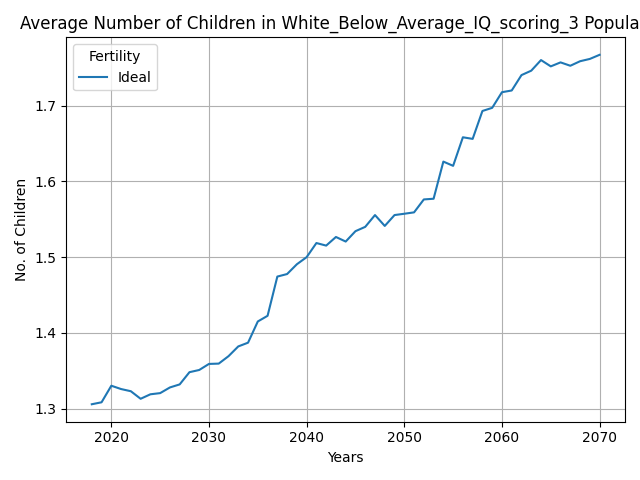 Average Number of Children in White_Below_Average_IQ_scoring_3 Popula
Fertility
Ideal
1.7
1.6
1.5
1.4
1.3
No. of Children
2020 2030 2040 2050 2060 2070
Years